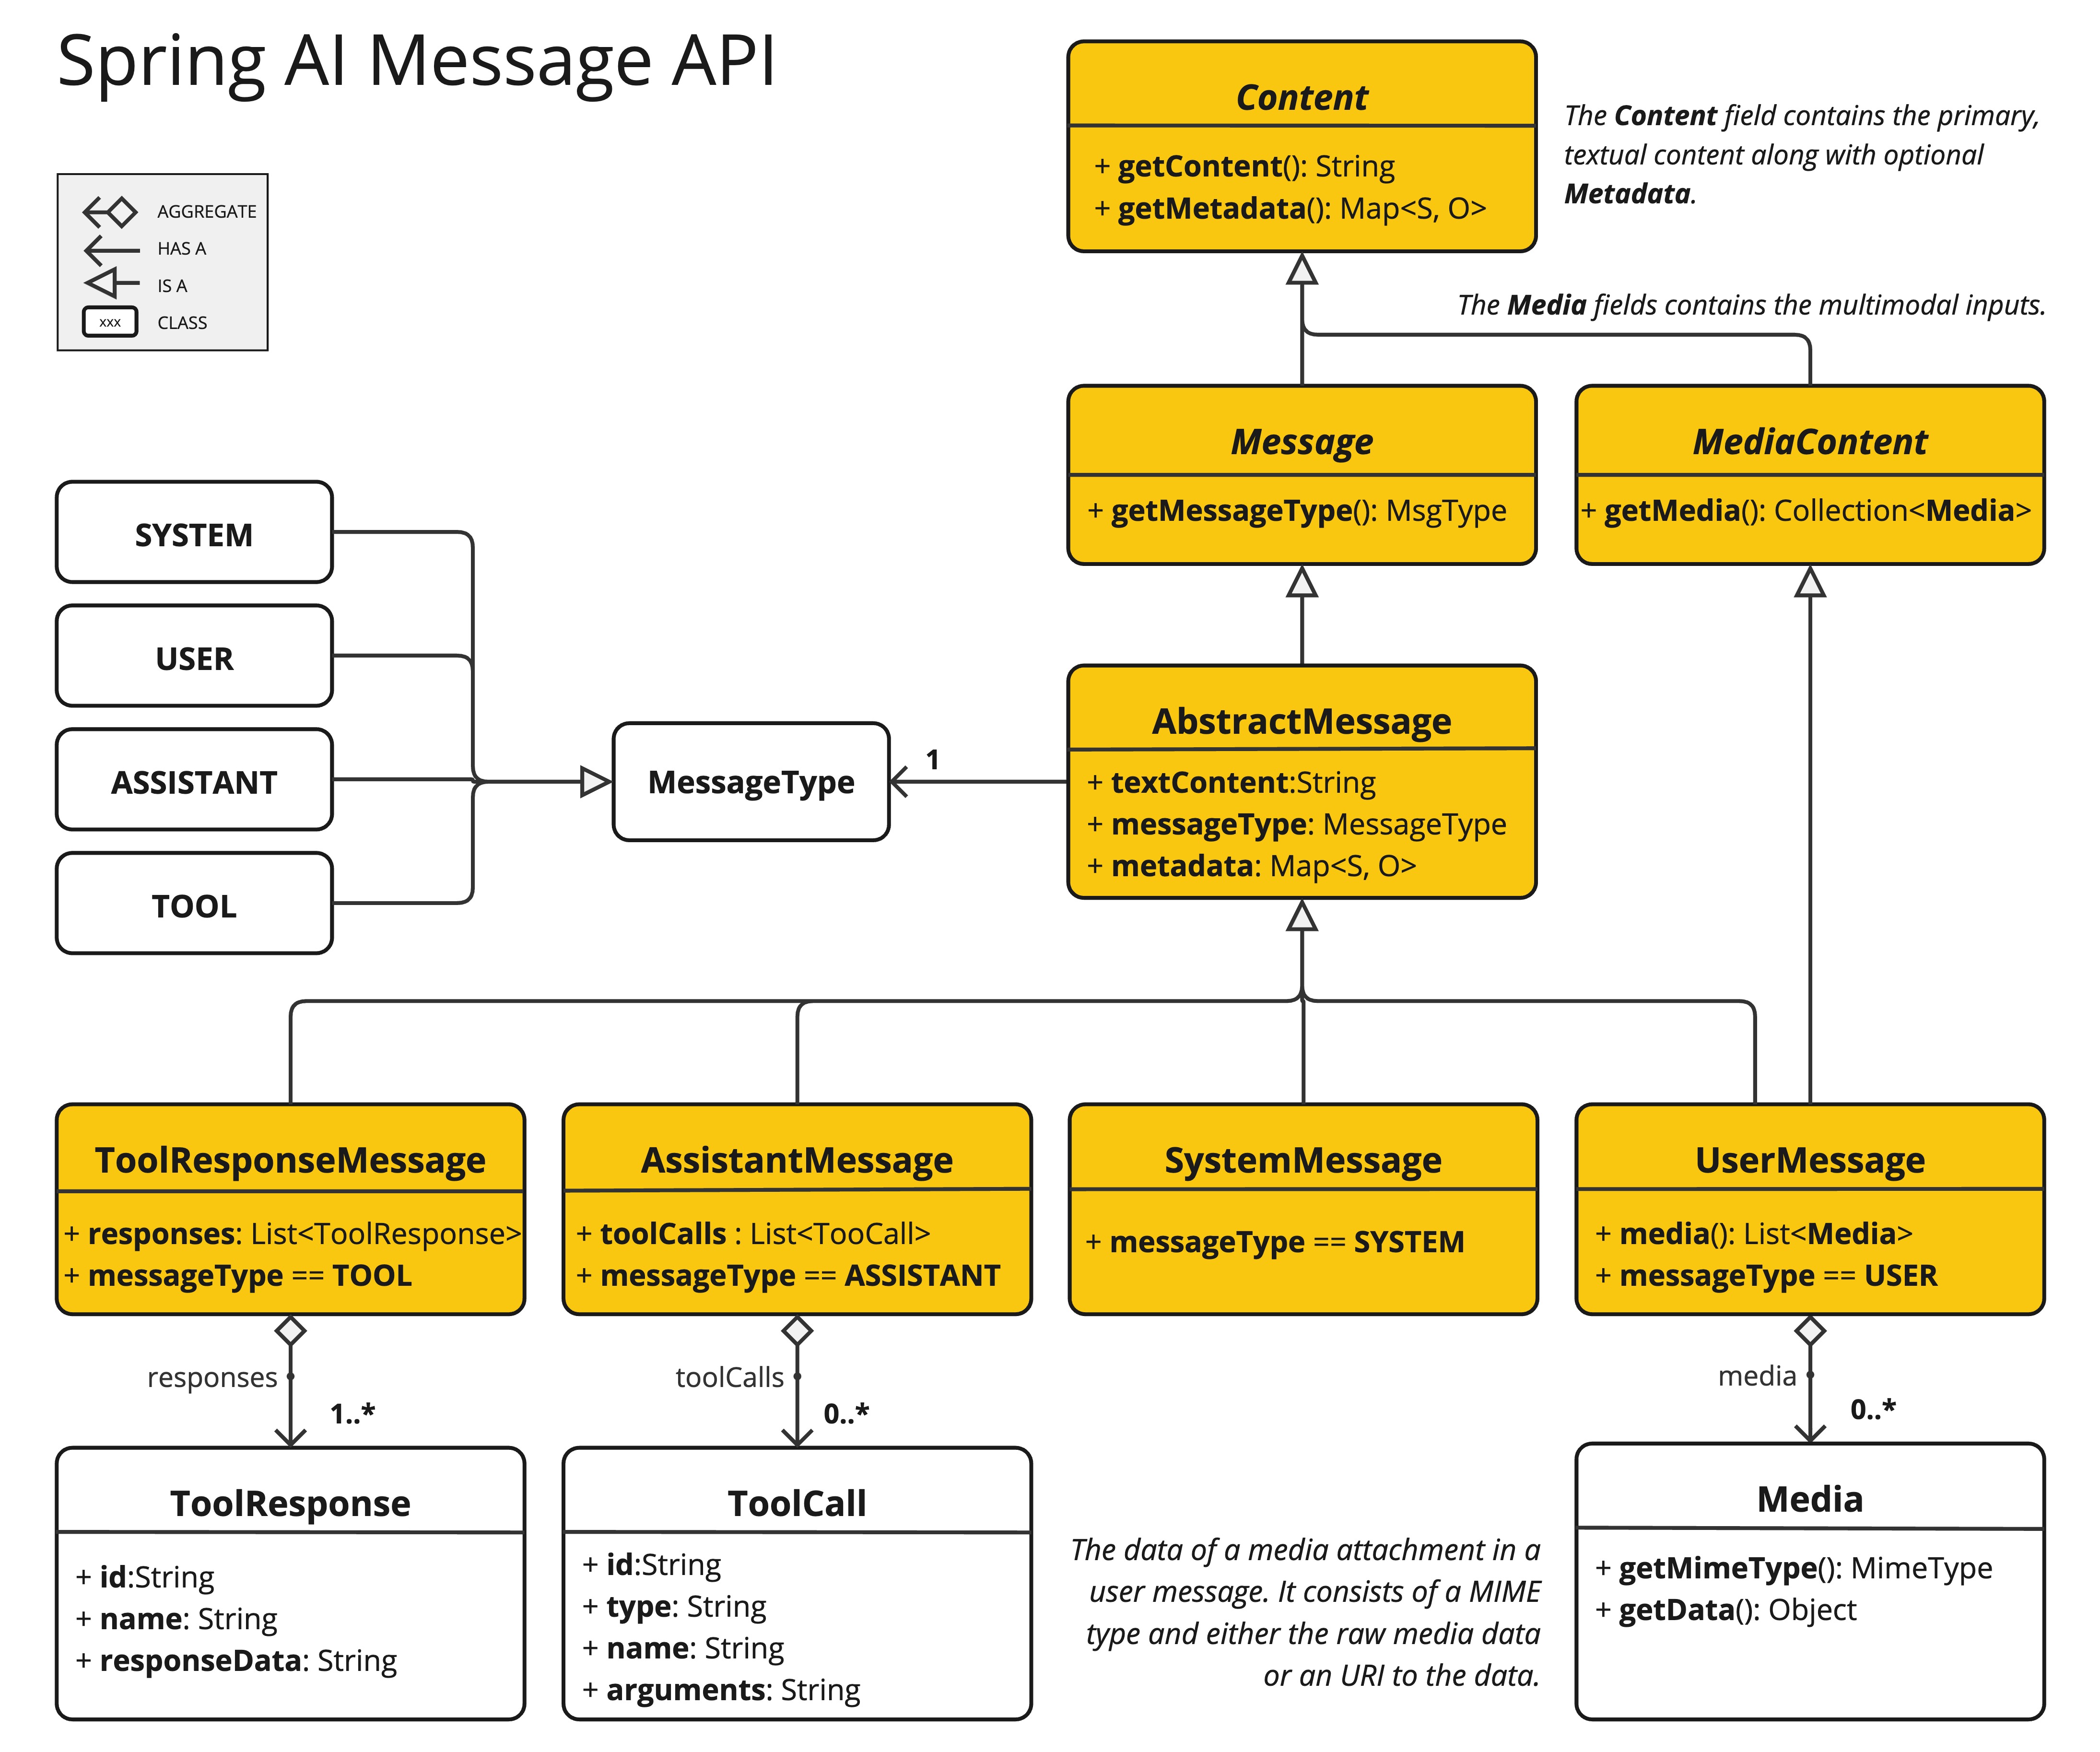 Spring AI Message API
AGGREGATE
HAS A
IS A
xxx
CLASS
Content
+ getContent(): String
+ getMetadata(): Map<S, O>
The Content field contains the primary,
textual content along with optional
Metadata.
The Media fields contains the multimodal inputs.
Message
+ getMessageType(): MsgType
MediaContent
+ getMedia(): Collection<Media>
SYSTEM
USER
ASSISTANT
TOOL
MessageType
1
AbstractMessage
+ textContent:String
+ messageType: MessageType
+ metadata: Map<S, O>
ToolResponseMessage
+ responses: List<ToolResponse>
+ messageType == TOOL
AssistantMessage
+ toolCalls : List<TooCall>
+ messageType == ASSISTANT
SystemMessage
+ messageType == SYSTEM
UserMessage
+ media(): List<Media>
+ messageType == USER
responses
1..*
toolCalls
0..*
media
0..*
ToolResponse
+ id:String
+ name: String
+ responseData: String
ToolCall
+ id:String
+ type: String
+ name: String
+ arguments: String
The data of a media attachment in a
user message. It consists of a MIME
type and either the raw media data
or an URI to the data.
Media
+ getMimeType(): MimeType
+ getData(): Object